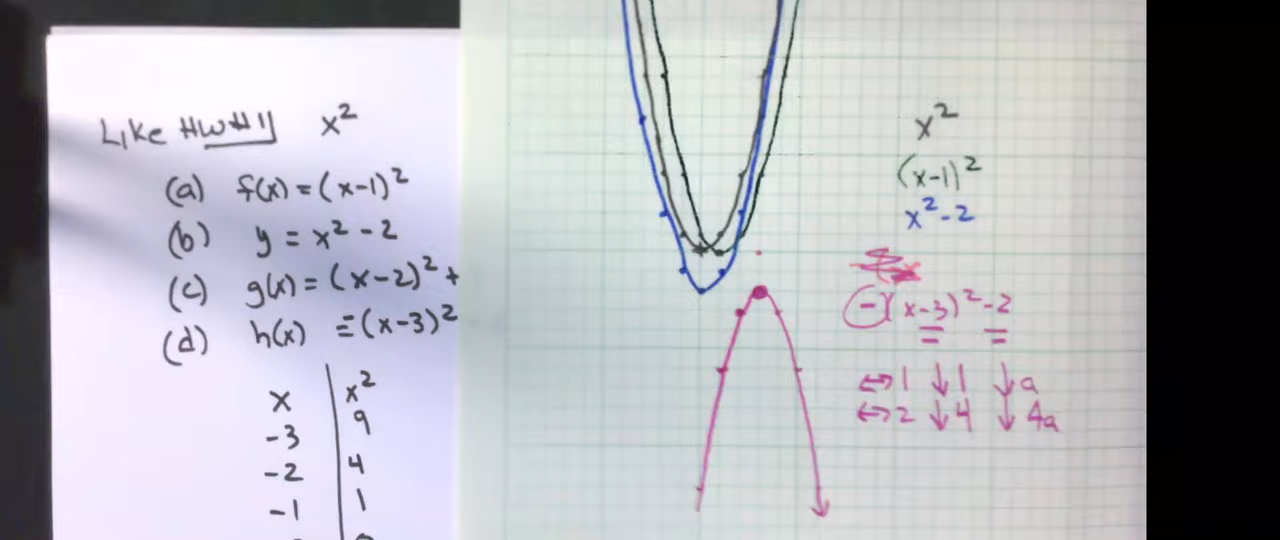 Like HW #11 x²
(a) f(x) = (x-1)²
(b) y = x² - 2
(c) g(x) = (x-2)² +
(d) h(x) = -(x-3)²
x | x²
-3 | 9
-2 | 4
-1 | 1
x²
(x-1)²
x² - 2
-(x-3)² - 2
↔ 1 ↓ 1 ↓ a
↔ 2 ↓ 4 ↓ 4a